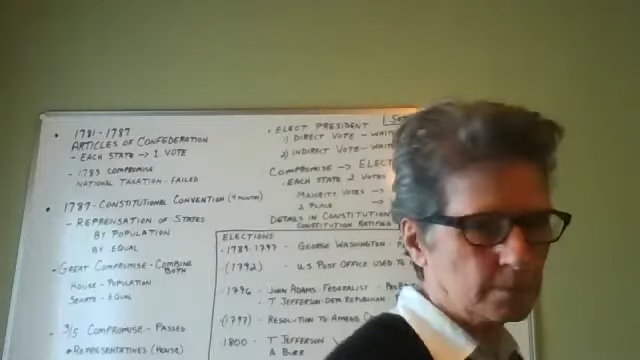 • 1781-1787
ARTICLES OF CONFEDERATION
- EACH STATE → 1 VOTE
- 1783 COMPROMISE
NATIONAL TAXATION - FAILED
• 1787 - CONSTITUTIONAL CONVENTION (4 MONTHS)
- REPRENSATION OF STATES
BY POPULATION
BY EQUAL
- GREAT COMPROMISE - COMBINE
BOTH
HOUSE - POPULATION
SENATE - EQUAL
- 3/5 COMPROMISE - PASSED
REPRESENTATIVES (HOUSE)
• ELECT PRESIDENT
1) DIRECT VOTE -
2) INDIRECT VOTE -
COMPROMISE →
EACH STATE 2 VOTES
MAJORITY VOTES →
2 PLACE →
DETAILS IN CONSTITUTION
CONSTITUTION RATIFIED
ELECTIONS
- 1789-1797 - GEORGE WASHINGTON -
(1792) - U.S POST OFFICE USED TO
- 1796 - JOHN ADAMS - FEDERALIST -
- T JEFFERSON - DEM REPUBLICAN
(1797) - RESOLUTION TO AMEND
1800 - T JEFFERSON
A BURR